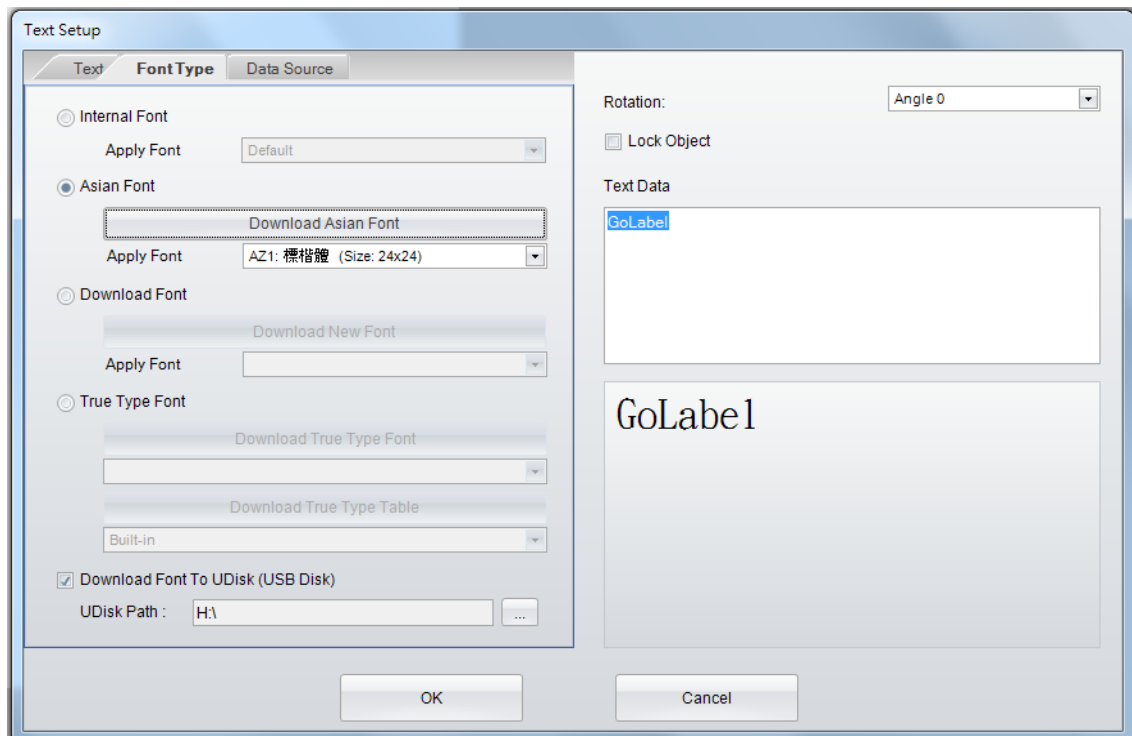 Text Setup
Text
Font Type
Data Source
Internal Font
Apply Font
Default
Asian Font
Download Asian Font
Apply Font
AZ1: 標楷體 (Size: 24x24)
Download Font
Download New Font
Apply Font
True Type Font
Download True Type Font
Download True Type Table
Built-in
Download Font To UDisk (USB Disk)
UDisk Path :
H:\
...
Rotation:
Angle 0
Lock Object
Text Data
GoLabel
GoLabel
OK
Cancel